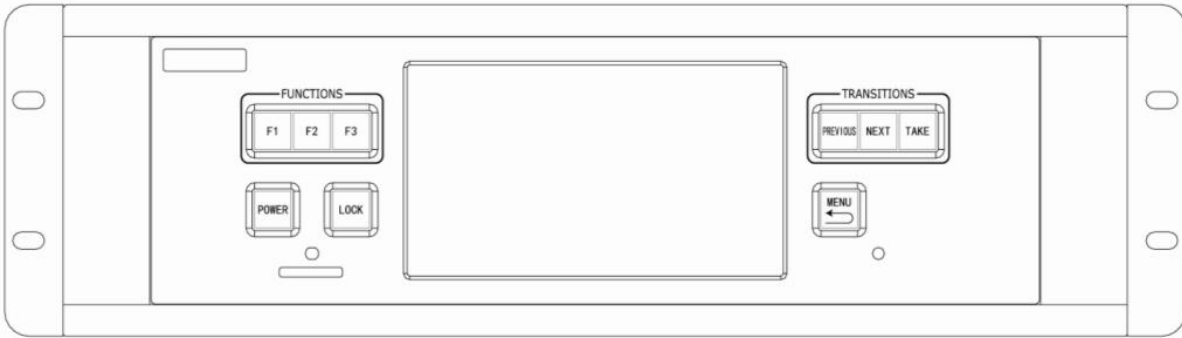 FUNCTIONS
F1 F2 F3
POWER LOCK
TRANSITIONS
PREVIOUS NEXT TAKE
MENU